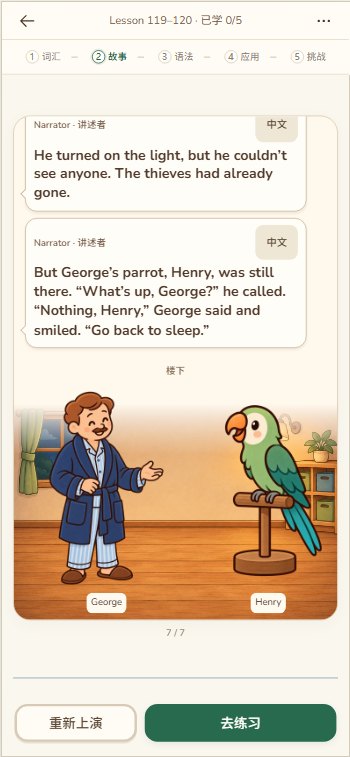 Lesson 119–120 · 已学 0/5
1 词汇 – 2 故事 – 3 语法 – 4 应用 – 5 挑战
Narrator · 讲述者
中文
He turned on the light, but he couldn’t
see anyone. The thieves had already
gone.
Narrator · 讲述者
中文
But George’s parrot, Henry, was still
there. “What’s up, George?” he called.
“Nothing, Henry,” George said and
smiled. “Go back to sleep.”
楼下
George
Henry
7 / 7
重新上演
去练习